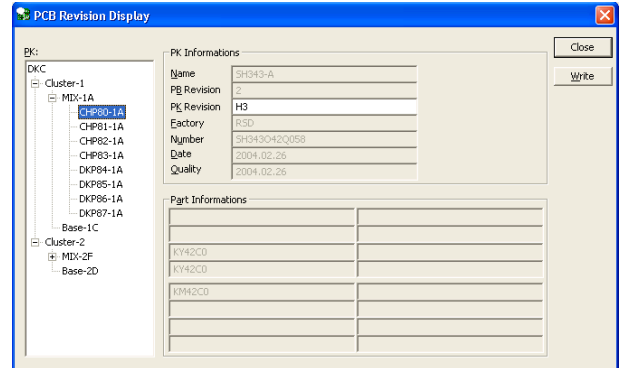 PCB Revision Display
PK:
DKC
Cluster-1
MIX-1A
CHP80-1A
CHP81-1A
CHP82-1A
CHP83-1A
DKP84-1A
DKP85-1A
DKP86-1A
DKP87-1A
Base-1C
Cluster-2
MIX-2F
Base-2D
PK Informations
Name SH343-A
PB Revision 2
PK Revision H3
Factory RSD
Number SH343O42Q058
Date 2004.02.26
Quality 2004.02.26
Part Informations
KY42C0
KY42C0
KM42C0
Close
Write